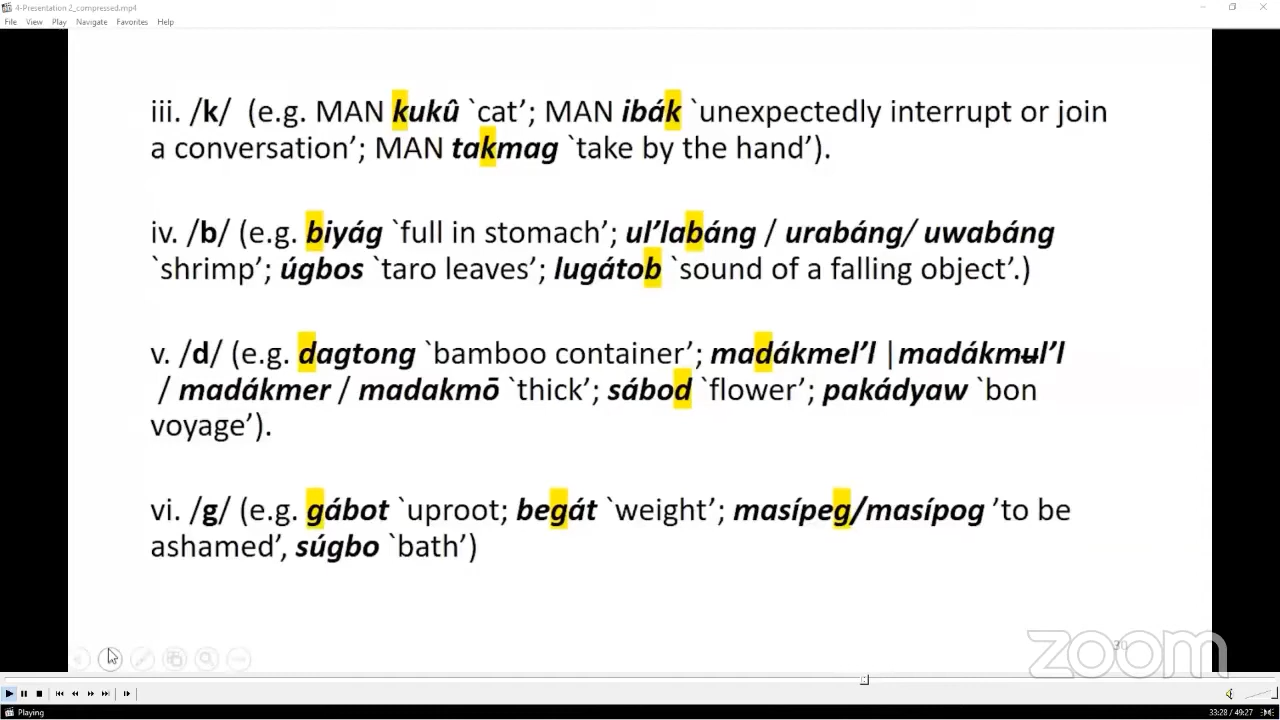 4-Presentation 2_compressed.mp4
File View Play Navigate Favorites Help
iii. /k/ (e.g. MAN kukû `cat’; MAN ibák `unexpectedly interrupt or join
a conversation’; MAN takmag `take by the hand’).
iv. /b/ (e.g. biyág `full in stomach’; ul’labáng / urabáng/ uwabáng
`shrimp’; úgbos `taro leaves’; lugátob `sound of a falling object’.)
v. /d/ (e.g. dagtong `bamboo container’; madákmel’l |madákmʉl’l
/ madákmer / madakmō `thick’; sábod `flower’; pakádyaw `bon
voyage’).
vi. /g/ (e.g. gábot `uproot; begát `weight’; masípeg/masípog ’to be
ashamed’, súgbo `bath’)
30
zoom
Playing
33:28 / 49:27